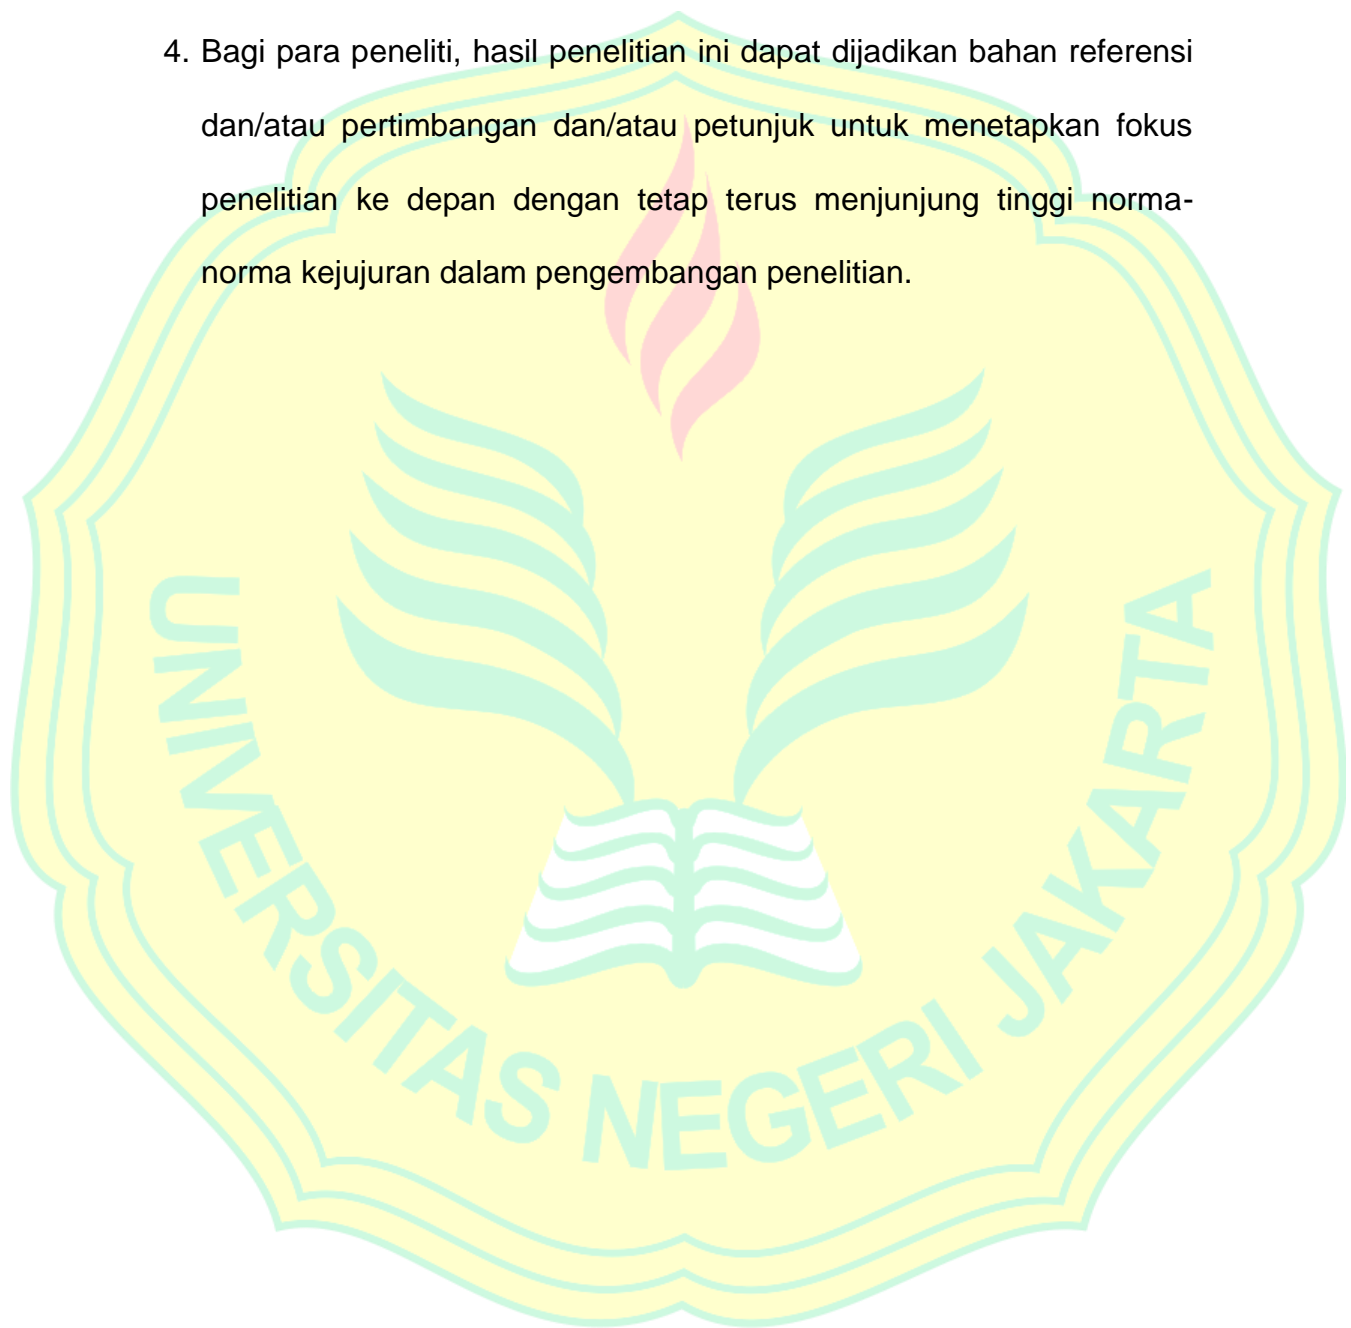 4. Bagi para peneliti, hasil penelitian ini dapat dijadikan bahan referensi
dan/atau pertimbangan dan/atau petunjuk untuk menetapkan fokus
penelitian ke depan dengan tetap terus menjunjung tinggi norma-
norma kejujuran dalam pengembangan penelitian.
UNIVERSITAS NEGERI JAKARTA